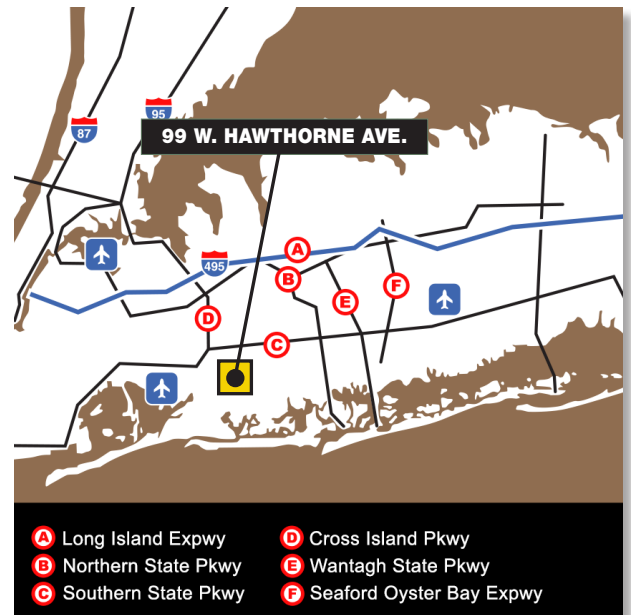 87
95
99 W. HAWTHORNE AVE.
495
A
B
E
F
D
C
A Long Island Expwy
B Northern State Pkwy
C Southern State Pkwy
D Cross Island Pkwy
E Wantagh State Pkwy
F Seaford Oyster Bay Expwy